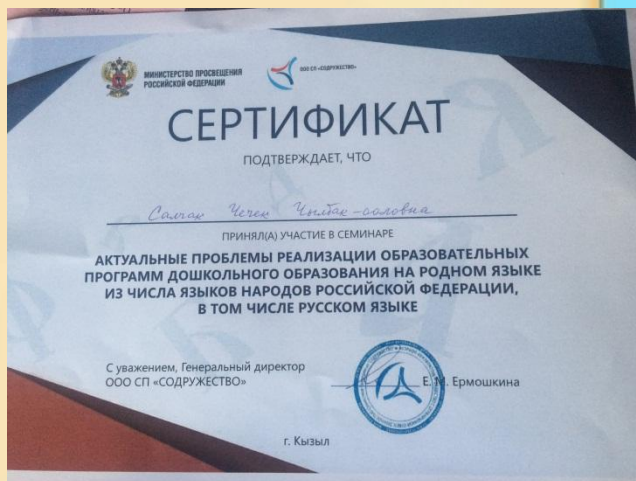 МИНИСТЕРСТВО ПРОСВЕЩЕНИЯ
РОССИЙСКОЙ ФЕДЕРАЦИИ
ООО СП «СОДРУЖЕСТВО»
СЕРТИФИКАТ
ПОДТВЕРЖДАЕТ, ЧТО
Салчак Чечек Чылбак-ооловна
ПРИНЯЛ(А) УЧАСТИЕ В СЕМИНАРЕ
АКТУАЛЬНЫЕ ПРОБЛЕМЫ РЕАЛИЗАЦИИ ОБРАЗОВАТЕЛЬНЫХ
ПРОГРАММ ДОШКОЛЬНОГО ОБРАЗОВАНИЯ НА РОДНОМ ЯЗЫКЕ
ИЗ ЧИСЛА ЯЗЫКОВ НАРОДОВ РОССИЙСКОЙ ФЕДЕРАЦИИ,
В ТОМ ЧИСЛЕ РУССКОМ ЯЗЫКЕ
С уважением, Генеральный директор
ООО СП «СОДРУЖЕСТВО»
Е. М. Ермошкина
г. Кызыл